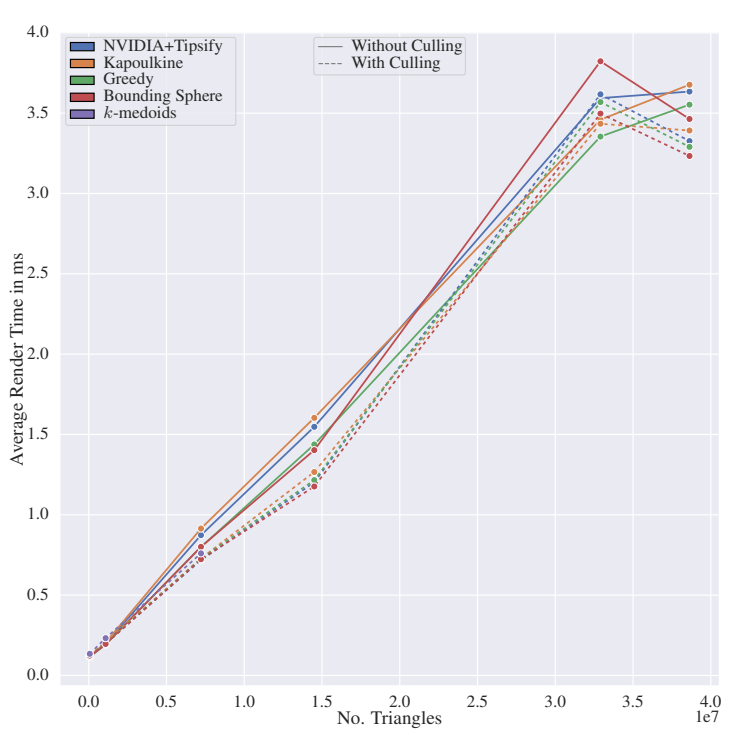 4.0
3.5
3.0
2.5
2.0
1.5
1.0
0.5
0.0
Average Render Time in ms
NVIDIA+Tipsify
Kapoulkine
Greedy
Bounding Sphere
k-medoids
Without Culling
With Culling
0.0 0.5 1.0 1.5 2.0 2.5 3.0 3.5 4.0
1e7
No. Triangles